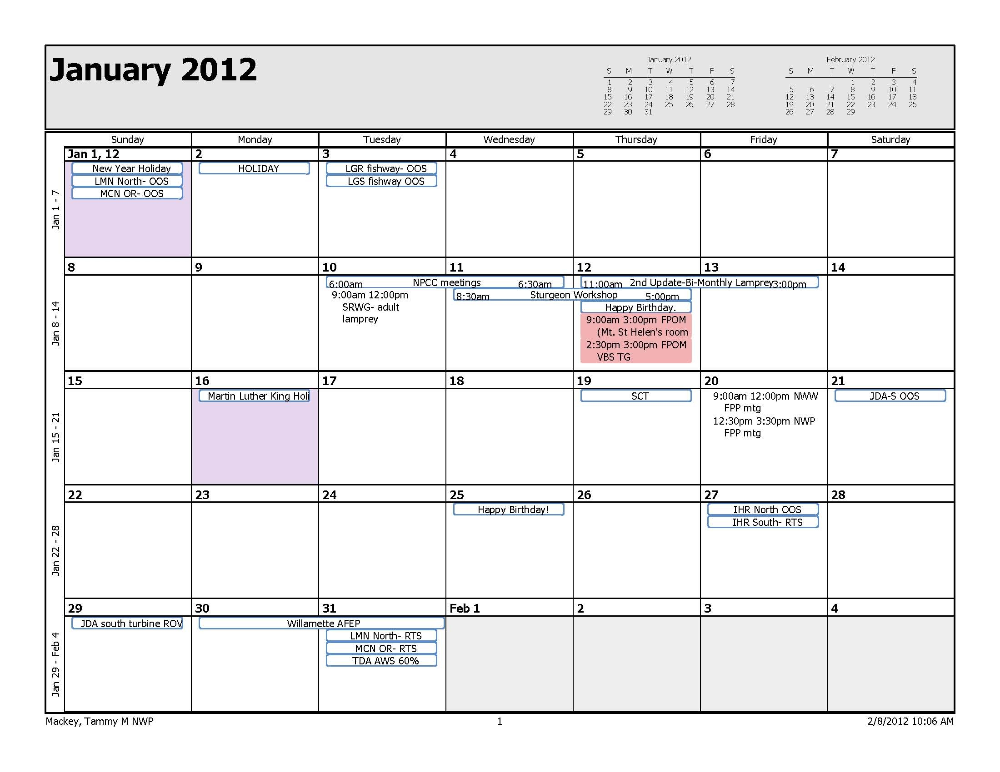 January 2012
January 2012
S M T W T F S
1 2 3 4 5 6 7
8 9 10 11 12 13 14
15 16 17 18 19 20 21
22 23 24 25 26 27 28
29 30 31
February 2012
S M T W T F S
1 2 3 4
5 6 7 8 9 10 11
12 13 14 15 16 17 18
19 20 21 22 23 24 25
26 27 28 29
Sunday Monday Tuesday Wednesday Thursday Friday Saturday
Jan 1 - 7
Jan 1, 12
New Year Holiday
LMN North- OOS
MCN OR- OOS
2
HOLIDAY
3
LGR fishway- OOS
LGS fishway OOS
4
5
6
7
Jan 8 - 14
8
9
10
11
12
13
14
6:00am NPCC meetings 6:30am
11:00am 2nd Update-Bi-Monthly Lamprey 3:00pm
9:00am 12:00pm
SRWG- adult
lamprey
8:30am Sturgeon Workshop 5:00pm
Happy Birthday.
9:00am 3:00pm FPOM
(Mt. St Helen's room
2:30pm 3:00pm FPOM
VBS TG
Jan 15 - 21
15
16
Martin Luther King Holi
17
18
19
SCT
20
9:00am 12:00pm NWW
FPP mtg
12:30pm 3:30pm NWP
FPP mtg
21
JDA-S OOS
Jan 22 - 28
22
23
24
25
Happy Birthday!
26
27
IHR North OOS
IHR South- RTS
28
Jan 29 - Feb 4
29
JDA south turbine ROV
30
31
Willamette AFEP
LMN North- RTS
MCN OR- RTS
TDA AWS 60%
Feb 1
2
3
4
Mackey, Tammy M NWP
1
2/8/2012 10:06 AM